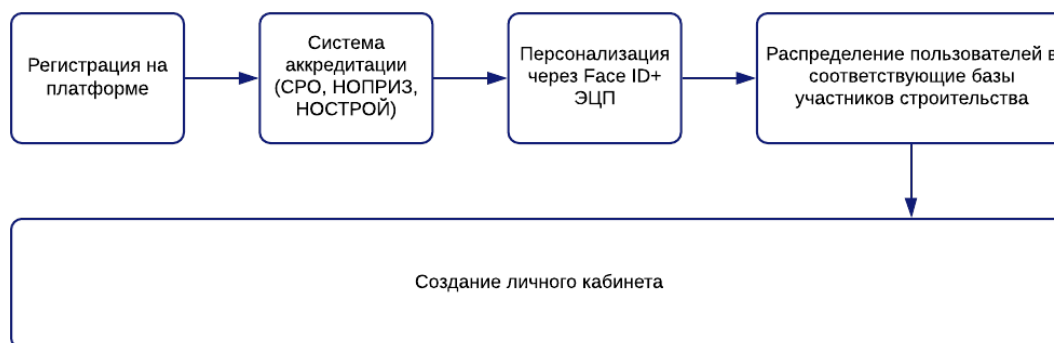 Регистрация на
платформе
Система
аккредитации
(СРО, НОПРИЗ,
НОСТРОЙ)
Персонализация
через Face ID+
ЭЦП
Распределение пользователей в
соответствующие базы
участников строительства
Создание личного кабинета